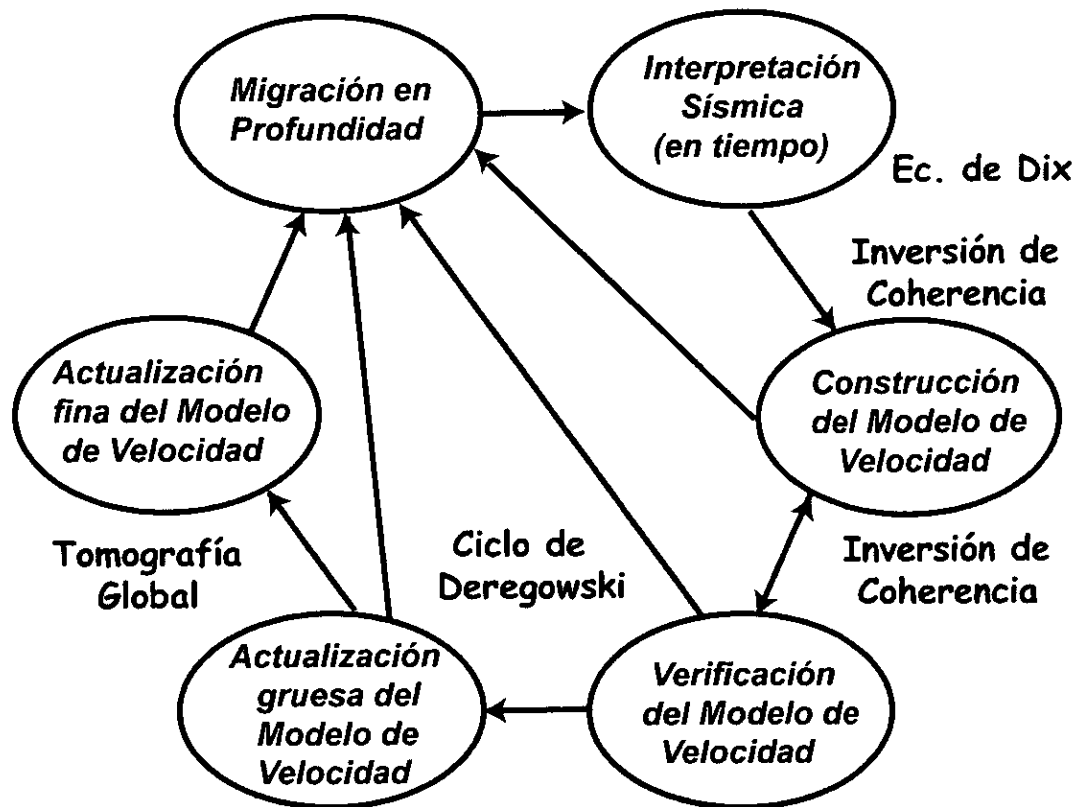 Migración en
Profundidad
Interpretación
Sísmica
(en tiempo)
Ec. de Dix
Inversión de
Coherencia
Construcción
del Modelo de
Velocidad
Inversión de
Coherencia
Verificación
del Modelo de
Velocidad
Ciclo de
Deregowski
Actualización
gruesa del
Modelo de
Velocidad
Tomografía
Global
Actualización
fina del Modelo
de Velocidad